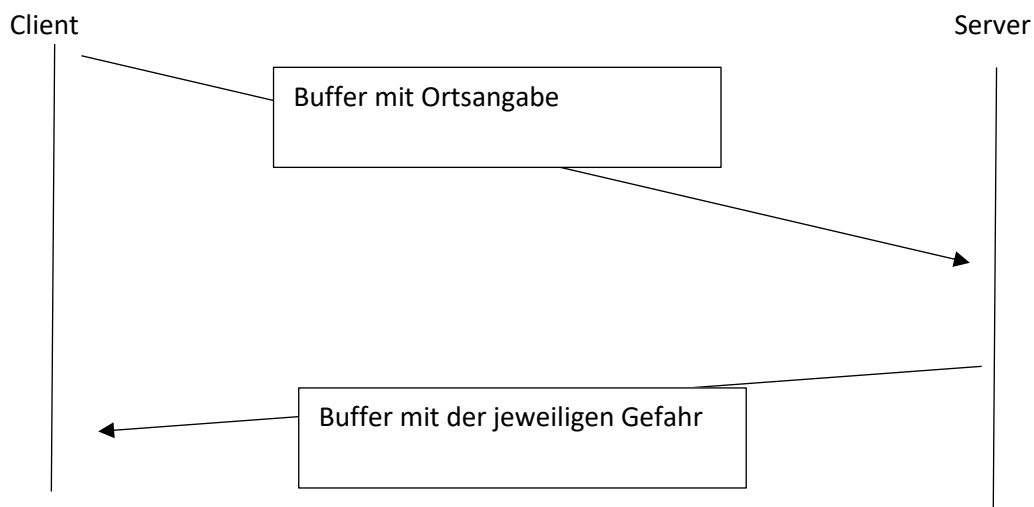 Client
Server
Buffer mit Ortsangabe
Buffer mit der jeweiligen Gefahr